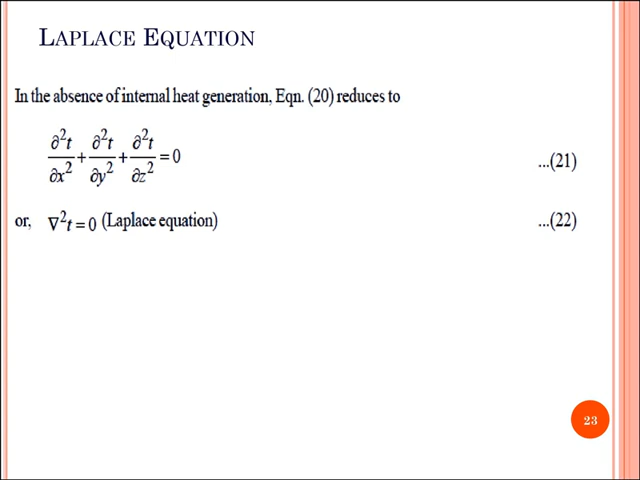 LAPLACE EQUATION
In the absence of internal heat generation, Eqn. (20) reduces to
∂²t/∂x² + ∂²t/∂y² + ∂²t/∂z² = 0 ...(21)
or, ∇²t = 0 (Laplace equation) ...(22)
23